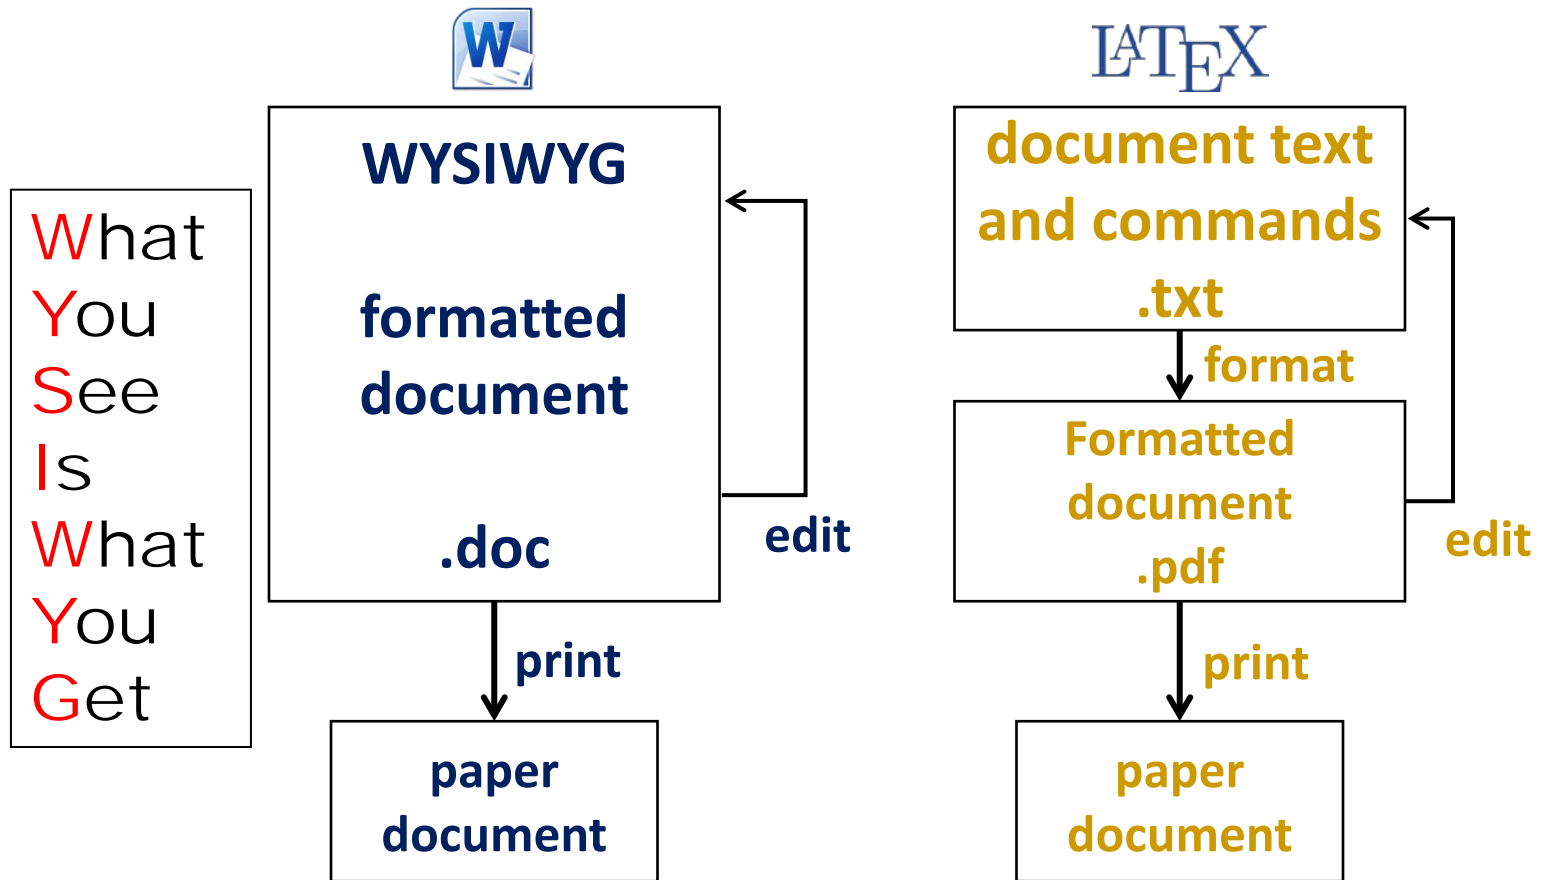 W
LATEX
What
You
See
Is
What
You
Get
WYSIWYG
formatted
document
.doc
edit
print
paper
document
document text
and commands
.txt
format
Formatted
document
.pdf
edit
print
paper
document